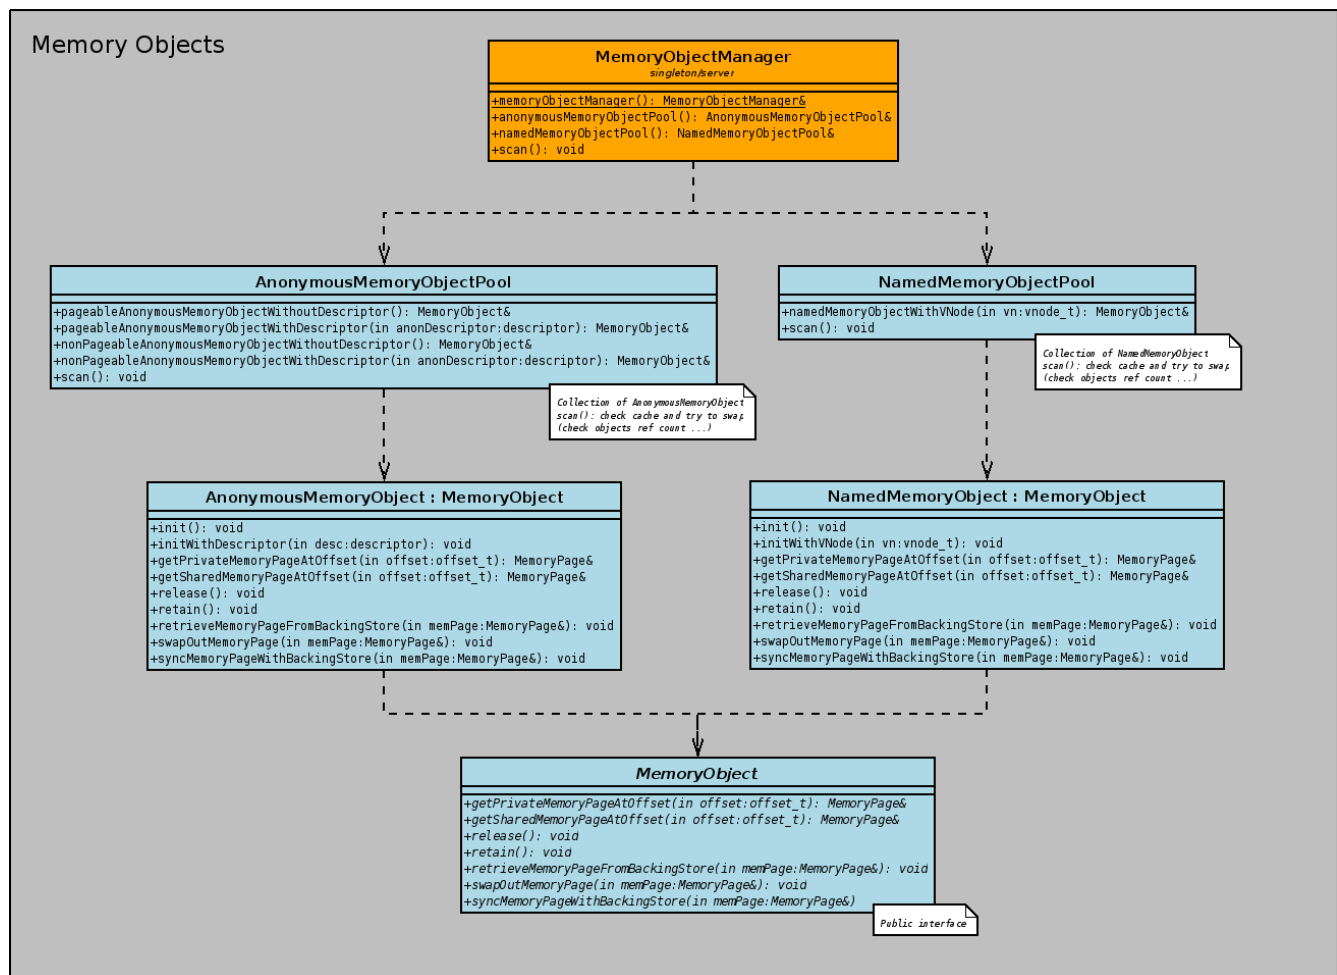 Memory Objects
MemoryObjectManager
singleton/server
+memoryObjectManager(): MemoryObjectManager&
+anonymousMemoryObjectPool(): AnonymousMemoryObjectPool&
+namedMemoryObjectPool(): NamedMemoryObjectPool&
+scan(): void
AnonymousMemoryObjectPool
+pageableAnonymousMemoryObjectWithoutDescriptor(): MemoryObject&
+pageableAnonymousMemoryObjectWithDescriptor(in anonDescriptor:descriptor): MemoryObject&
+nonPageableAnonymousMemoryObjectWithoutDescriptor(): MemoryObject&
+nonPageableAnonymousMemoryObjectWithDescriptor(in anonDescriptor:descriptor): MemoryObject&
+scan(): void
Collection of AnonymousMemoryObject
scan(): check cache and try to swap
(check objects ref count ...)
NamedMemoryObjectPool
+namedMemoryObjectWithVNode(in vn:vnode_t): MemoryObject&
+scan(): void
Collection of NamedMemoryObject
scan(): check cache and try to swap
(check objects ref count ...)
AnonymousMemoryObject : MemoryObject
+init(): void
+initWithDescriptor(in desc:descriptor): void
+getPrivateMemoryPageAtOffset(in offset:offset_t): MemoryPage&
+getSharedMemoryPageAtOffset(in offset:offset_t): MemoryPage&
+release(): void
+retain(): void
+retrieveMemoryPageFromBackingStore(in memPage:MemoryPage&): void
+swapOutMemoryPage(in memPage:MemoryPage&): void
+syncMemoryPageWithBackingStore(in memPage:MemoryPage&): void
NamedMemoryObject : MemoryObject
+init(): void
+initWithVNode(in vn:vnode_t): void
+getPrivateMemoryPageAtOffset(in offset:offset_t): MemoryPage&
+getSharedMemoryPageAtOffset(in offset:offset_t): MemoryPage&
+release(): void
+retain(): void
+retrieveMemoryPageFromBackingStore(in memPage:MemoryPage&): void
+swapOutMemoryPage(in memPage:MemoryPage&): void
+syncMemoryPageWithBackingStore(in memPage:MemoryPage&): void
MemoryObject
+getPrivateMemoryPageAtOffset(in offset:offset_t): MemoryPage&
+getSharedMemoryPageAtOffset(in offset:offset_t): MemoryPage&
+release(): void
+retain(): void
+retrieveMemoryPageFromBackingStore(in memPage:MemoryPage&): void
+swapOutMemoryPage(in memPage:MemoryPage&): void
+syncMemoryPageWithBackingStore(in memPage:MemoryPage&)
Public interface